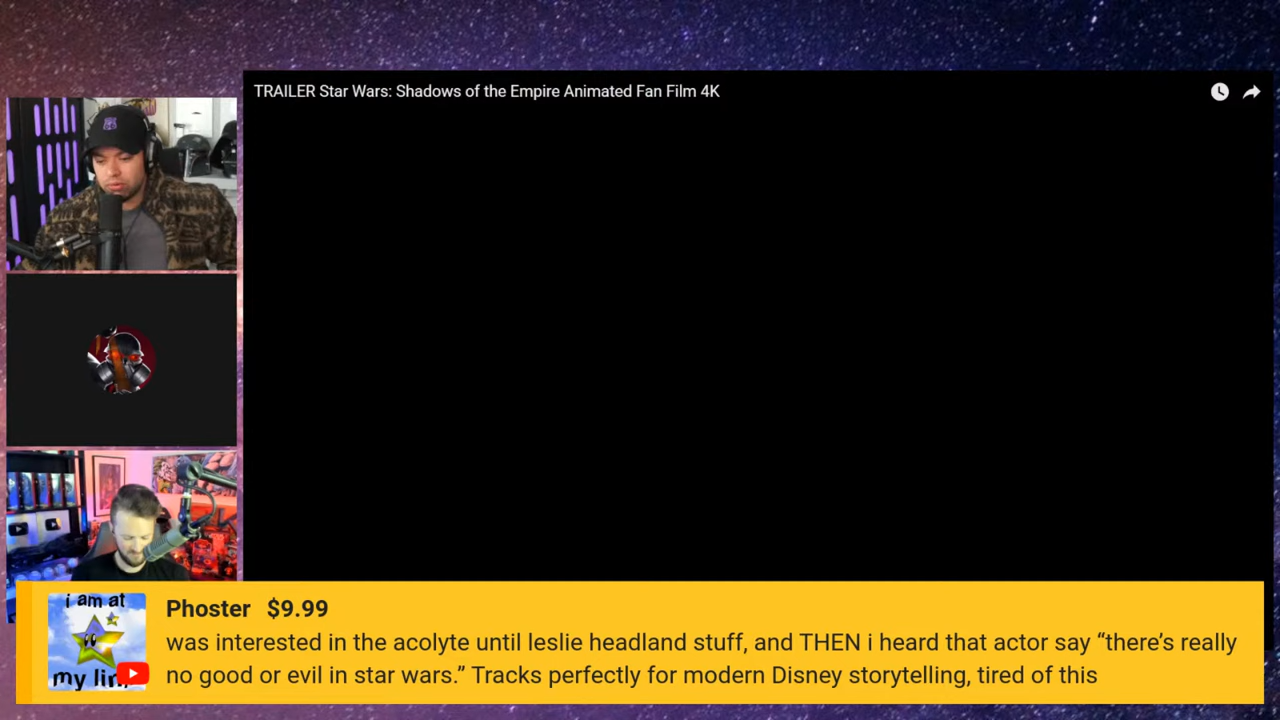 TRAILER Star Wars: Shadows of the Empire Animated Fan Film 4K
i am at
my lim
Phoster $9.99
was interested in the acolyte until leslie headland stuff, and THEN i heard that actor say “there’s really
no good or evil in star wars.” Tracks perfectly for modern Disney storytelling, tired of this